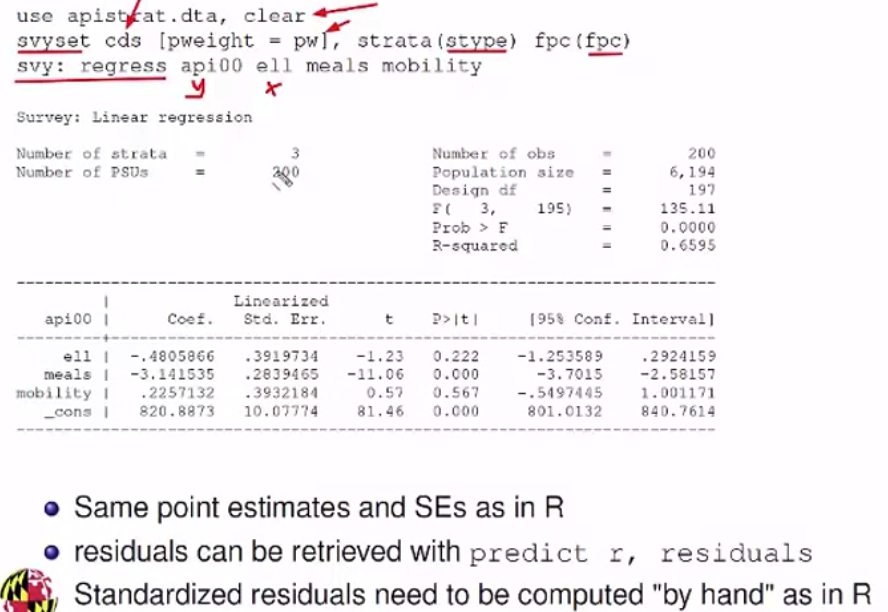 use apistrat.dta, clear
svyset cds [pweight = pw], strata(stype) fpc(fpc)
svy: regress api00 ell meals mobility
y x
Survey: Linear regression
Number of strata = 3 Number of obs = 200
Number of PSUs = 200 Population size = 6,194
Design df = 197
F( 3, 195) = 135.11
Prob > F = 0.0000
R-squared = 0.6595
Linearized
api00 | Coef. Std. Err. t P>|t| [95% Conf. Interval]
ell | -.4805866 .3919734 -1.23 0.222 -1.253589 .2924159
meals | -3.141535 .2839465 -11.06 0.000 -3.7015 -2.58157
mobility | .2257132 .3932184 0.57 0.567 -.5497445 1.001171
_cons | 820.8873 10.07774 81.46 0.000 801.0132 840.7614
Same point estimates and SEs as in R
residuals can be retrieved with predict r, residuals
Standardized residuals need to be computed "by hand" as in R